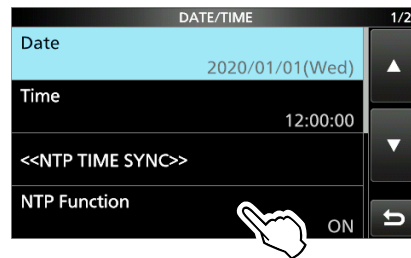 DATE/TIME 1/2
Date
2020/01/01(Wed)
Time
12:00:00
<<NTP TIME SYNC>>
NTP Function
ON